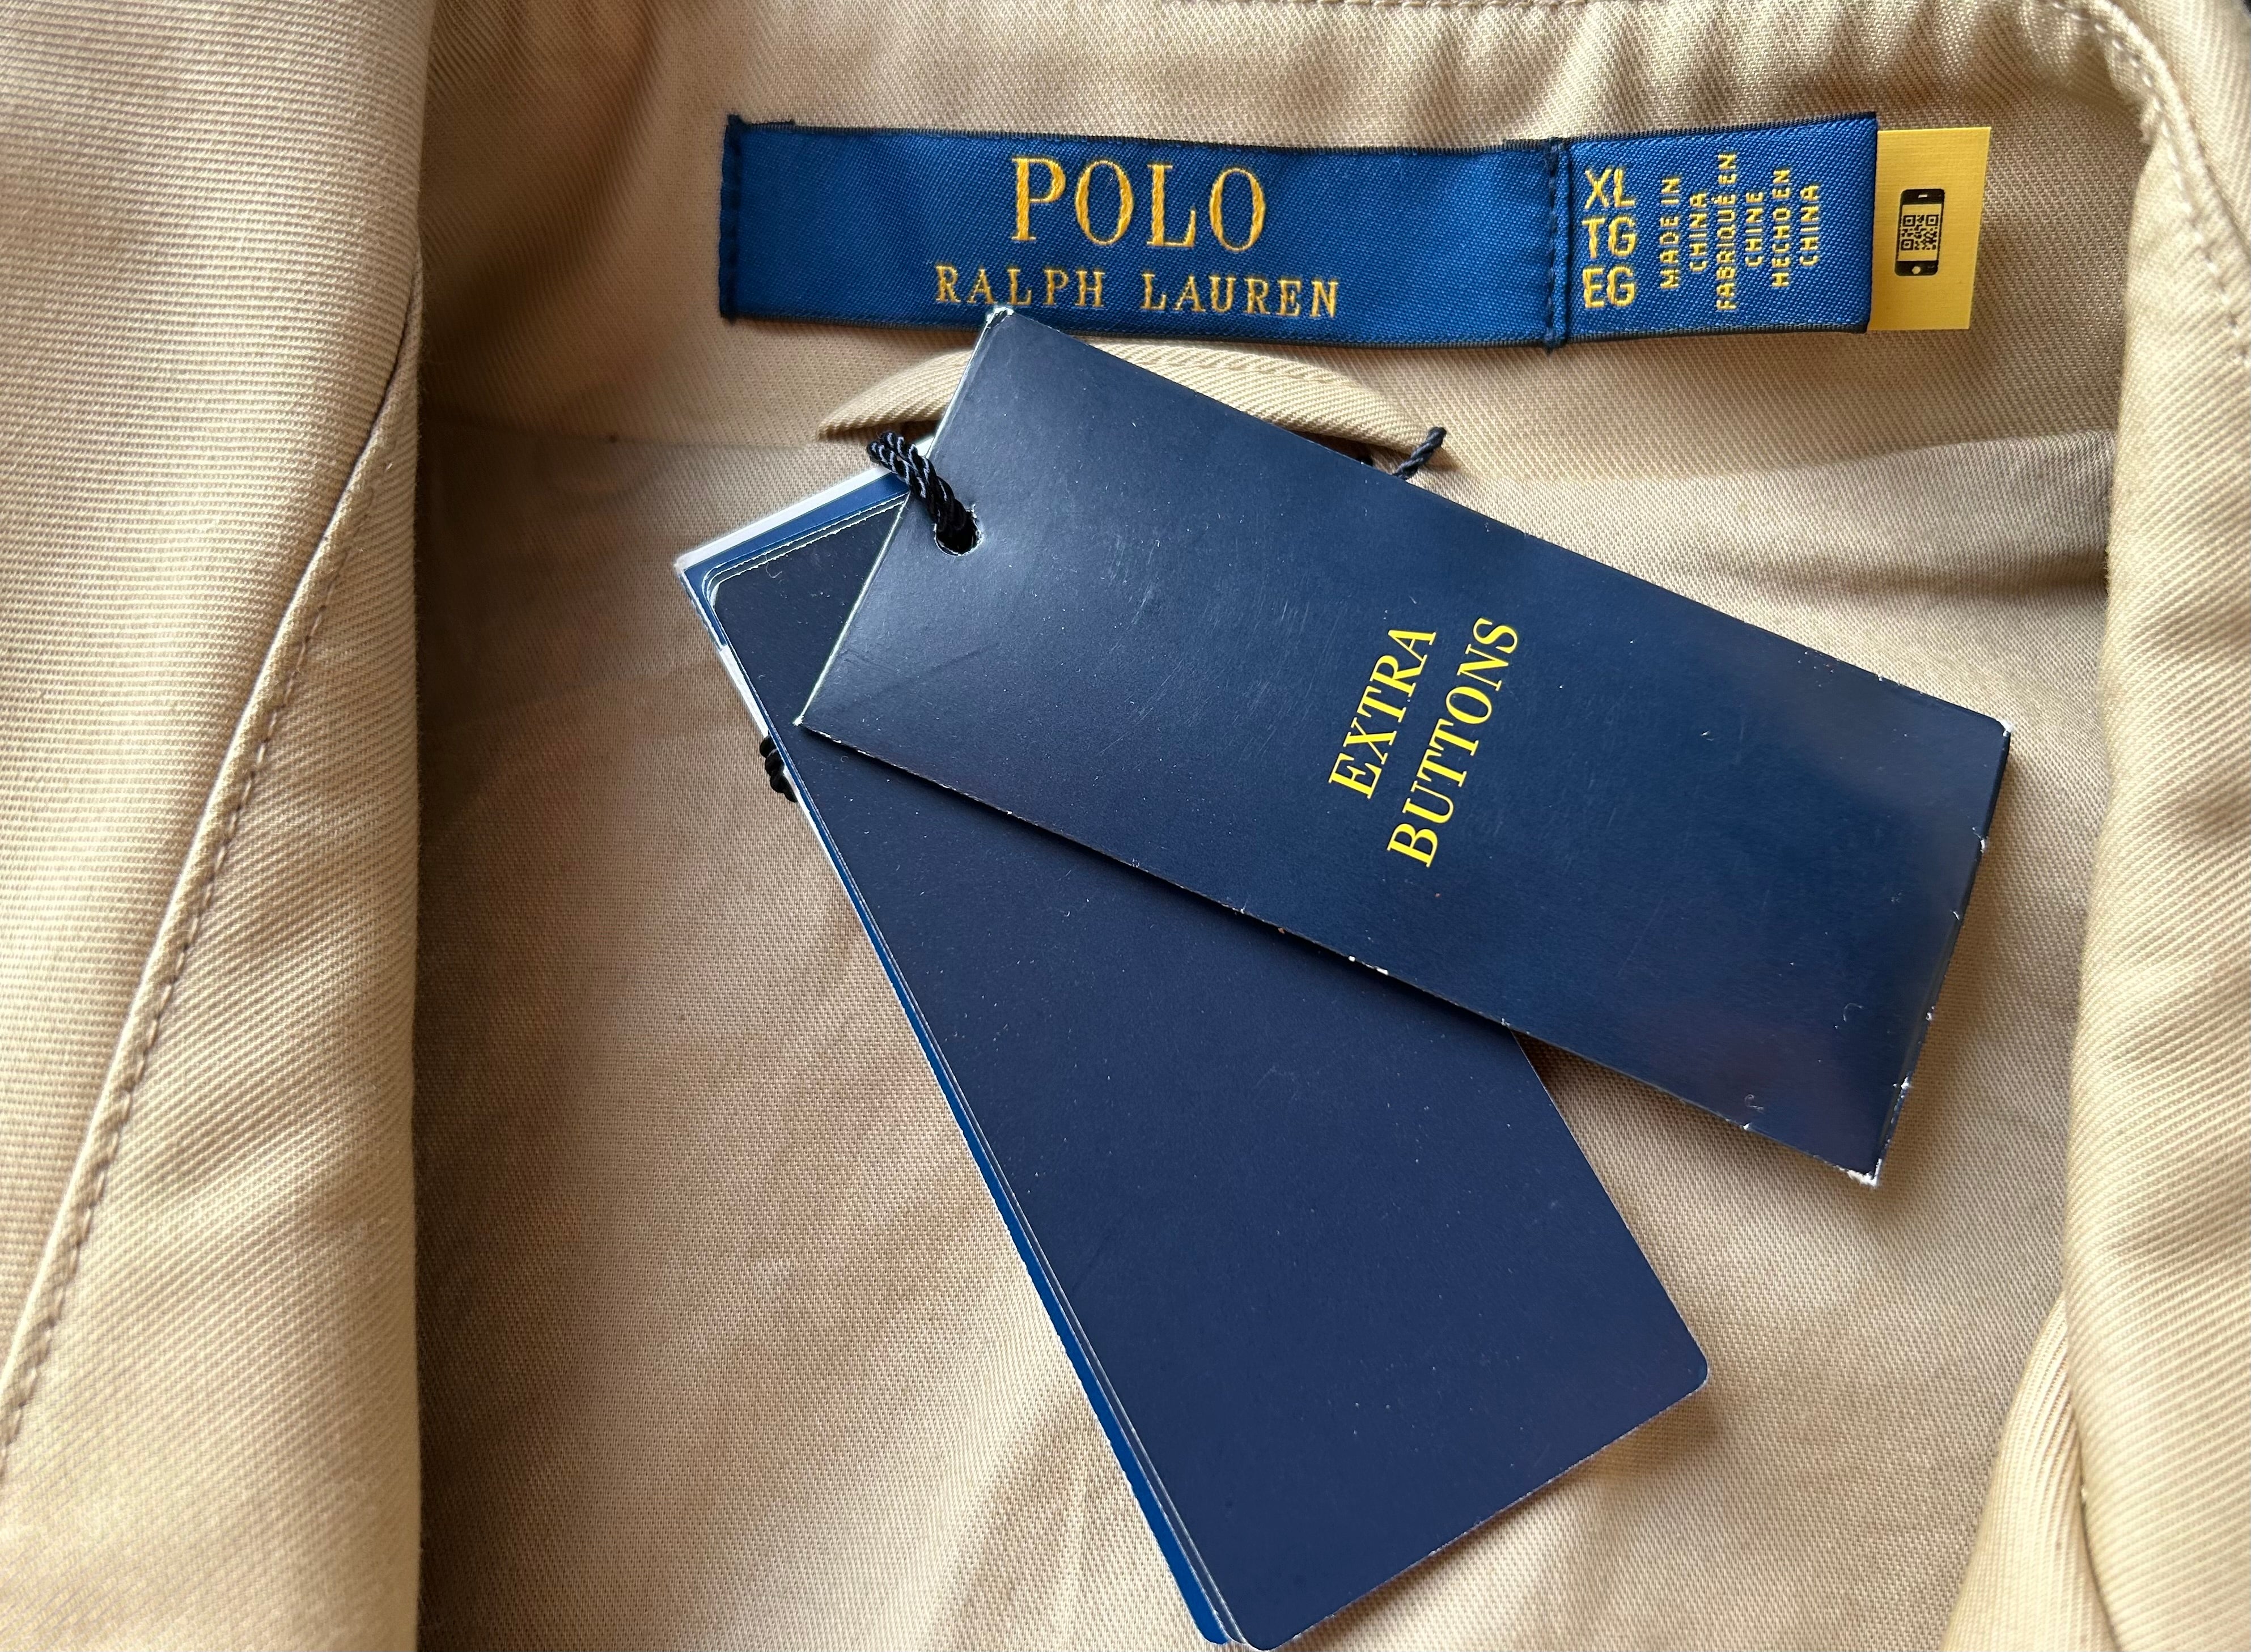 POLO
RALPH LAUREN
XL
TG
EG
MADE IN
CHINA
FABRIQUÉ EN
CHINE
HECHO EN
CHINA
EXTRA
BUTTONS